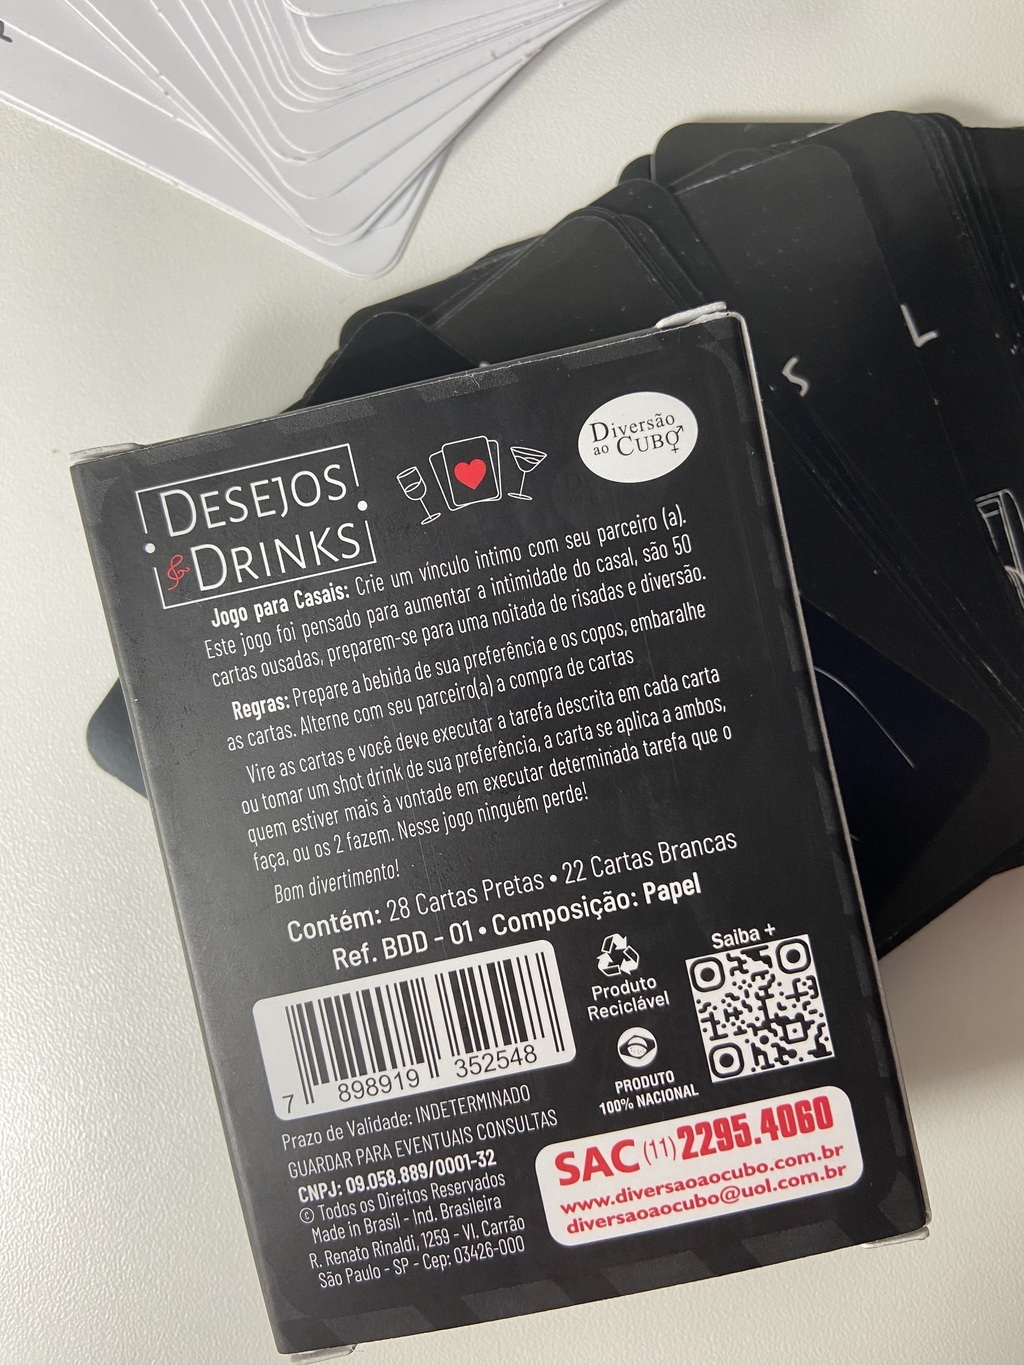 DESEJOS
& DRINKS
Diversão
ao CUBO
Jogo para Casais: Crie um vínculo intimo com seu parceiro (a).
Este jogo foi pensado para aumentar a intimidade do casal, são 50
cartas ousadas, preparem-se para uma noitada de risadas e diversão.
Regras: Prepare a bebida de sua preferência e os copos, embaralhe
as cartas. Alterne com seu parceiro(a) a compra de cartas
Vire as cartas e você deve executar a tarefa descrita em cada carta
ou tomar um shot drink de sua preferência, a carta se aplica a ambos,
quem estiver mais à vontade em executar determinada tarefa que o
faça, ou os 2 fazem. Nesse jogo ninguém perde!
Bom divertimento!
Contém: 28 Cartas Pretas • 22 Cartas Brancas
Ref. BDD - 01 • Composição: Papel
7 898919 352548
Produto
Reciclável
PRODUTO
100% NACIONAL
Saiba +
Prazo de Validade: INDETERMINADO
GUARDAR PARA EVENTUAIS CONSULTAS
CNPJ: 09.058.889/0001-32
© Todos os Direitos Reservados
Made in Brasil - Ind. Brasileira
R. Renato Rinaldi, 1259 - Vl. Carrão
São Paulo - SP - Cep: 03426-000
SAC (11) 2295.4060
www.diversaoaocubo.com.br
diversaoaocubo@uol.com.br
S
L